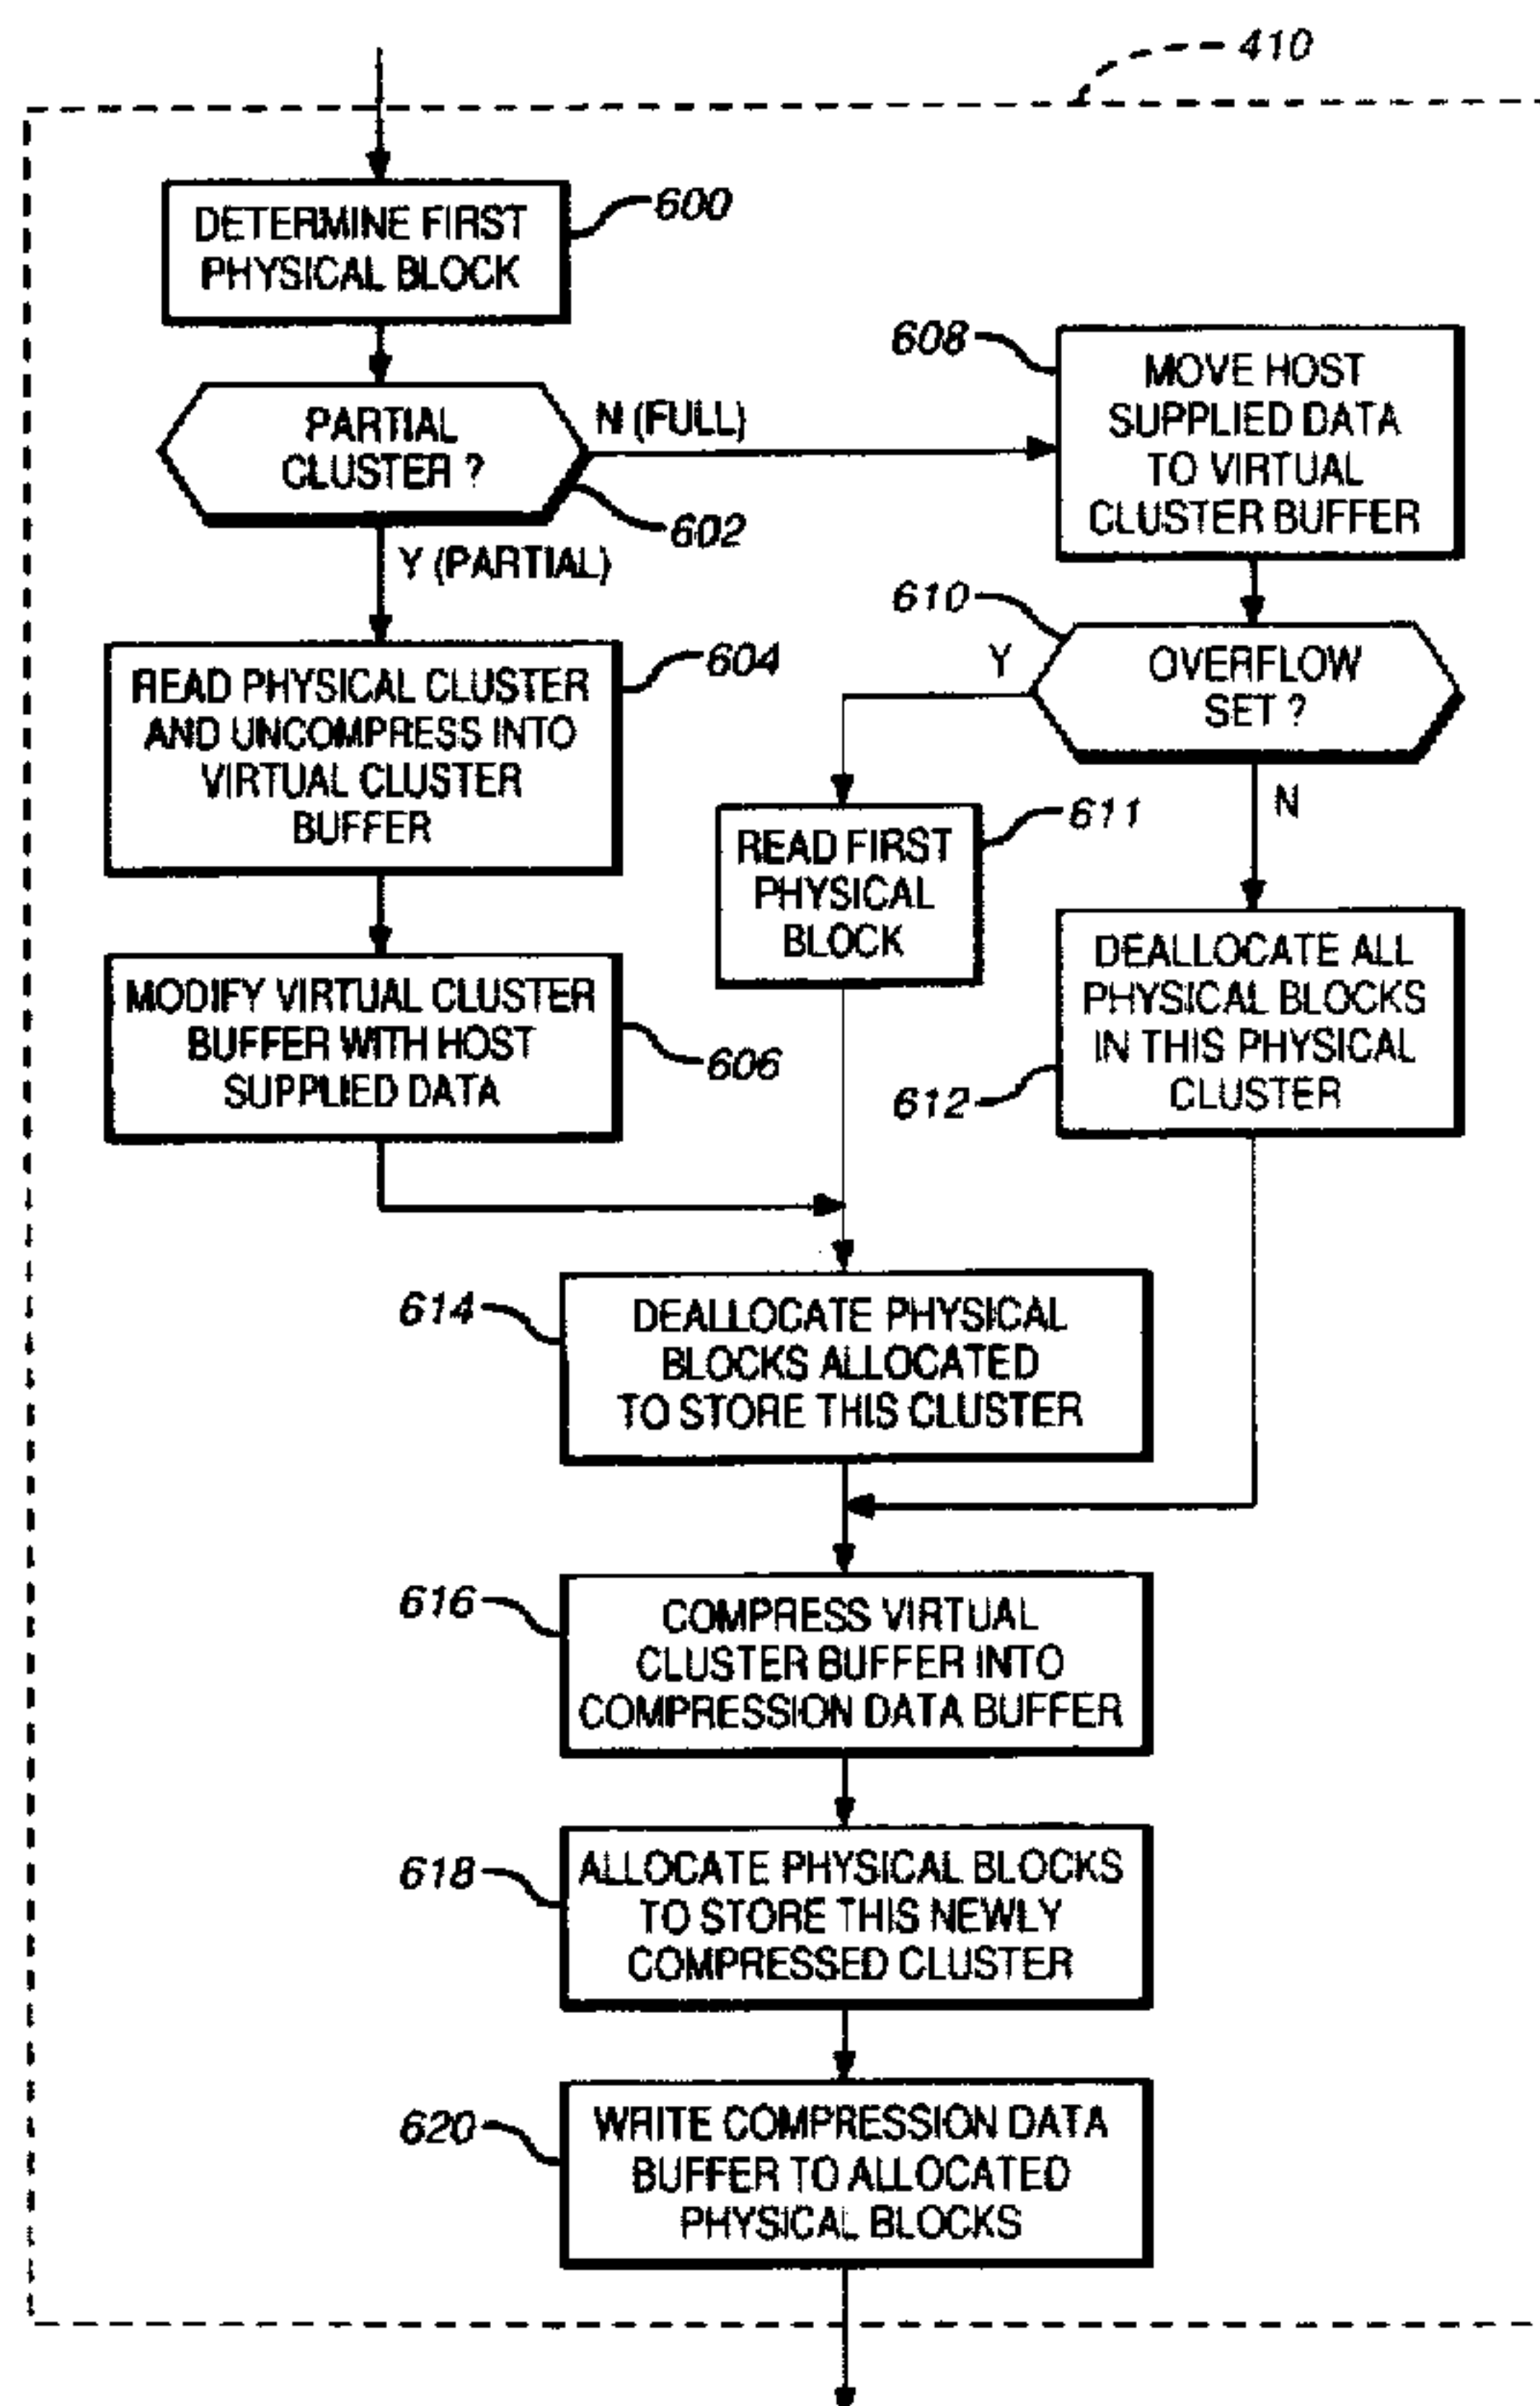 410
DETERMINE FIRST
PHYSICAL BLOCK
600
PARTIAL
CLUSTER ?
602
N (FULL)
Y (PARTIAL)
608
MOVE HOST
SUPPLIED DATA
TO VIRTUAL
CLUSTER BUFFER
READ PHYSICAL CLUSTER
AND UNCOMPRESS INTO
VIRTUAL CLUSTER
BUFFER
604
610
OVERFLOW
SET ?
Y
N
READ FIRST
PHYSICAL
BLOCK
611
MODIFY VIRTUAL CLUSTER
BUFFER WITH HOST
SUPPLIED DATA
606
DEALLOCATE ALL
PHYSICAL BLOCKS
IN THIS PHYSICAL
CLUSTER
612
614
DEALLOCATE PHYSICAL
BLOCKS ALLOCATED
TO STORE THIS CLUSTER
616
COMPRESS VIRTUAL
CLUSTER BUFFER INTO
COMPRESSION DATA BUFFER
618
ALLOCATE PHYSICAL BLOCKS
TO STORE THIS NEWLY
COMPRESSED CLUSTER
620
WRITE COMPRESSION DATA
BUFFER TO ALLOCATED
PHYSICAL BLOCKS